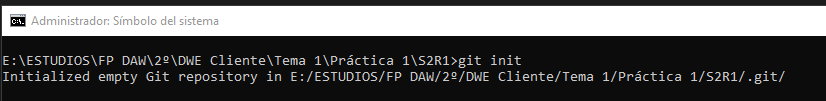 Administrador: Símbolo del sistema
E:\ESTUDIOS\FP DAW\2º\DWE Cliente\Tema 1\Práctica 1\S2R1>git init
Initialized empty Git repository in E:/ESTUDIOS/FP DAW/2º/DWE Cliente/Tema 1/Práctica 1/S2R1/.git/